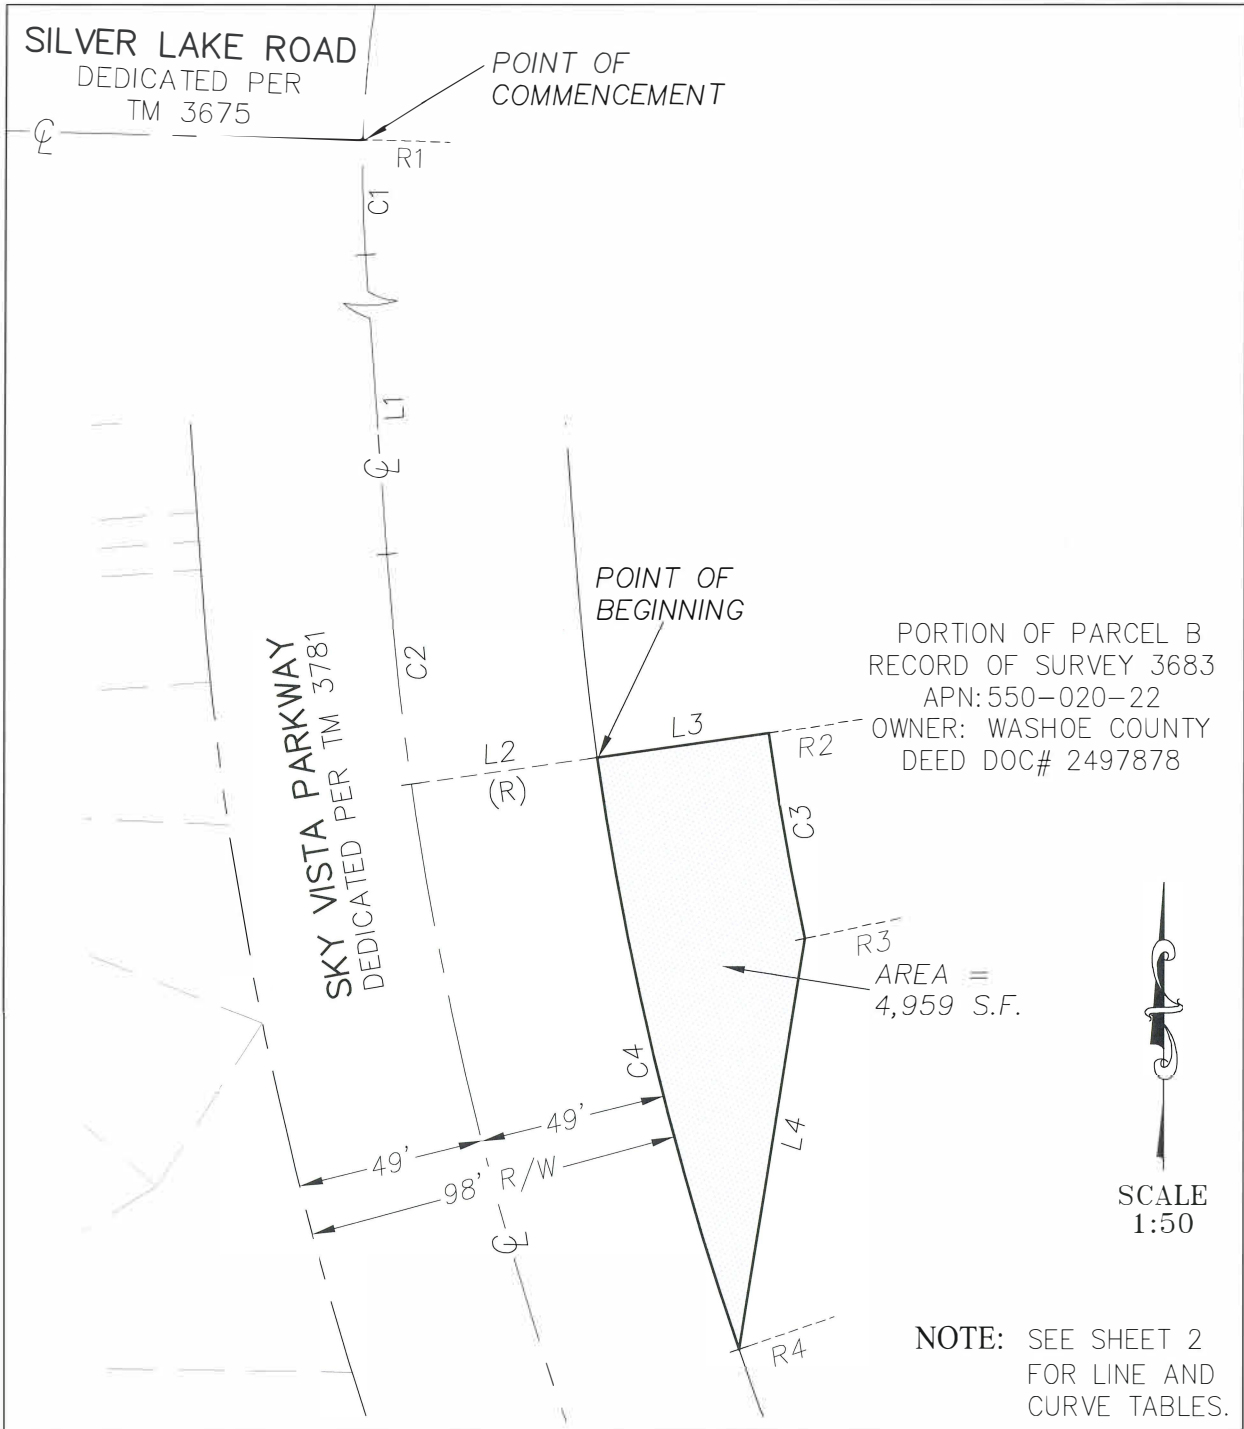 SILVER LAKE ROAD
DEDICATED PER
TM 3675
POINT OF
COMMENCEMENT
℄
R1
C1
L1
℄
C2
POINT OF
BEGINNING
SKY VISTA PARKWAY
DEDICATED PER TM 3781
PORTION OF PARCEL B
RECORD OF SURVEY 3683
APN: 550-020-22
OWNER: WASHOE COUNTY
DEED DOC# 2497878
L2
(R)
L3
R2
C3
R3
AREA =
4,959 S.F.
C4
L4
49'
49'
98' R/W
℄
R4
SCALE
1:50
NOTE: SEE SHEET 2
FOR LINE AND
CURVE TABLES.